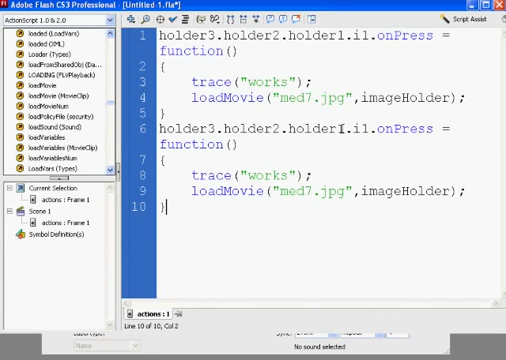 Adobe Flash CS3 Professional - [Untitled-1.fla*]
ActionScript 1.0 & 2.0
Script Assist
loaded (LoadVars)
loaded (XML)
Loader (Types)
loadFromSharedObj (Da...
LOADING (FLVPlayback)
loadMovie
loadMovie (MovieClip)
loadMovieNum
loadPolicyFile (security)
loadSound (Sound)
loadVariables
loadVariables (MovieClip)
loadVariablesNum
LoadVars (Types)
Current Selection
actions : Frame 1
Scene 1
actions : Frame 1
Symbol Definition(s)
1 holder3.holder2.holder1.i1.onPress =
function()
2 {
3 trace("works");
4 loadMovie("med7.jpg",imageHolder);
5 }
6 holder3.holder2.holder1.i1.onPress =
function()
7 {
8 trace("works");
9 loadMovie("med7.jpg",imageHolder);
10 }
actions : 1
Line 10 of 10, Col 2
Name
No sound selected